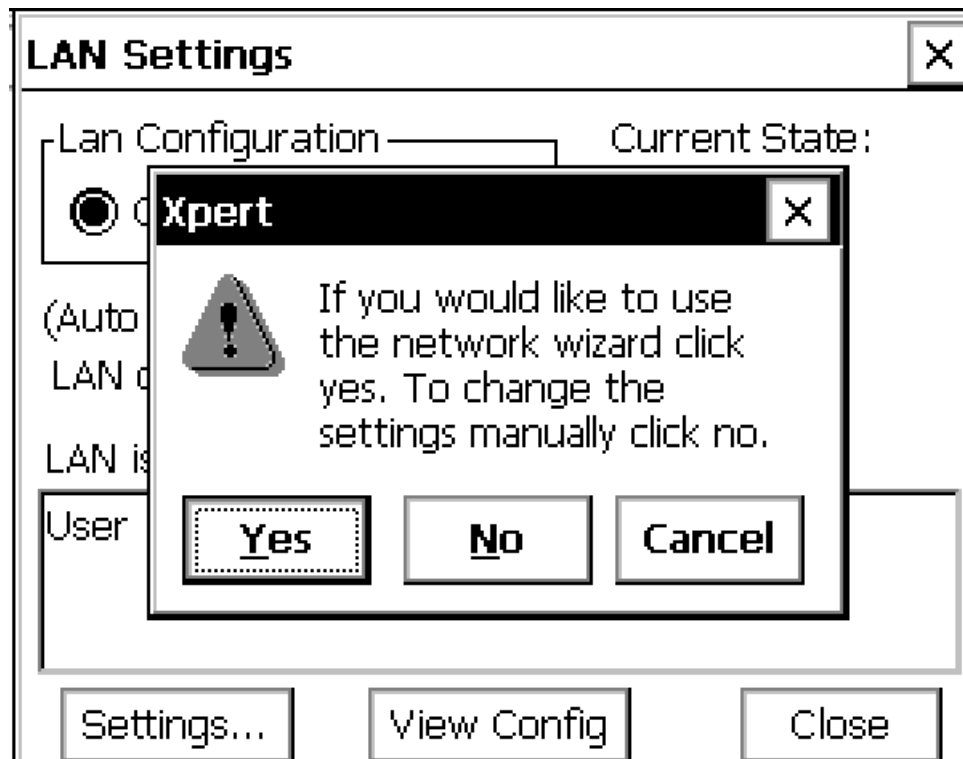 LAN Settings
Lan Configuration
Current State:
Xpert
If you would like to use
the network wizard click
yes. To change the
settings manually click no.
(Auto
LAN
LAN
User
Yes
No
Cancel
Settings...
View Config
Close